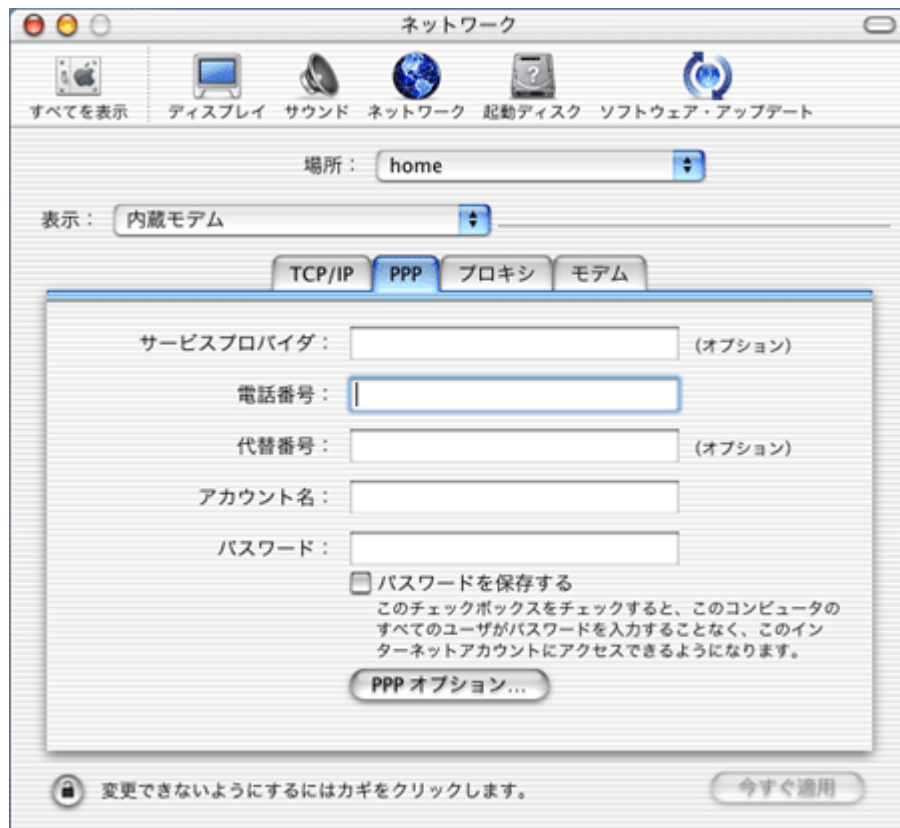 ネットワーク
すべてを表示 ディスプレイ サウンド ネットワーク 起動ディスク ソフトウェア・アップデート
場所： home
表示： 内蔵モデム
TCP/IP PPP プロキシ モデム
サービスプロバイダ： (オプション)
電話番号：
代替番号： (オプション)
アカウント名：
パスワード：
パスワードを保存する
このチェックボックスをチェックすると、このコンピュータの
すべてのユーザがパスワードを入力することなく、このイン
ターネットアカウントにアクセスできるようになります。
PPP オプション...
変更できないようにするにはカギをクリックします。 今すぐ適用